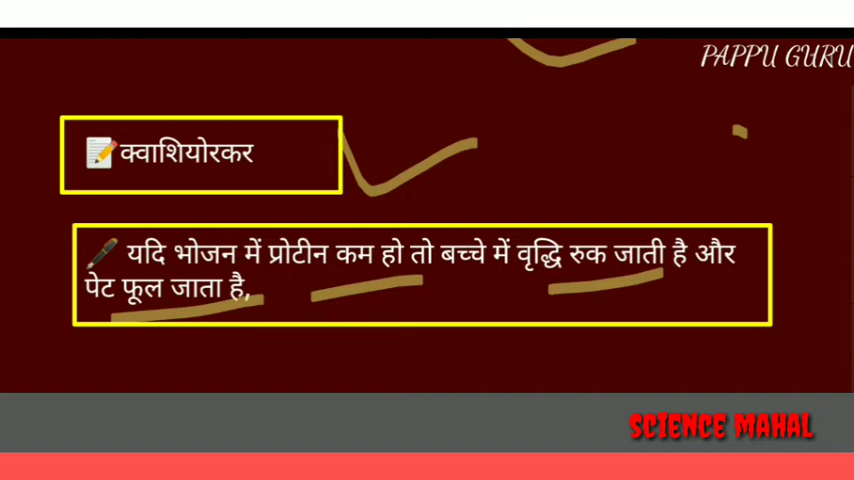 PAPPU GURU
📝क्वाशियोरकर
🖋️ यदि भोजन में प्रोटीन कम हो तो बच्चे में वृद्धि रुक जाती है और
पेट फूल जाता है,
SCIENCE MAHAL